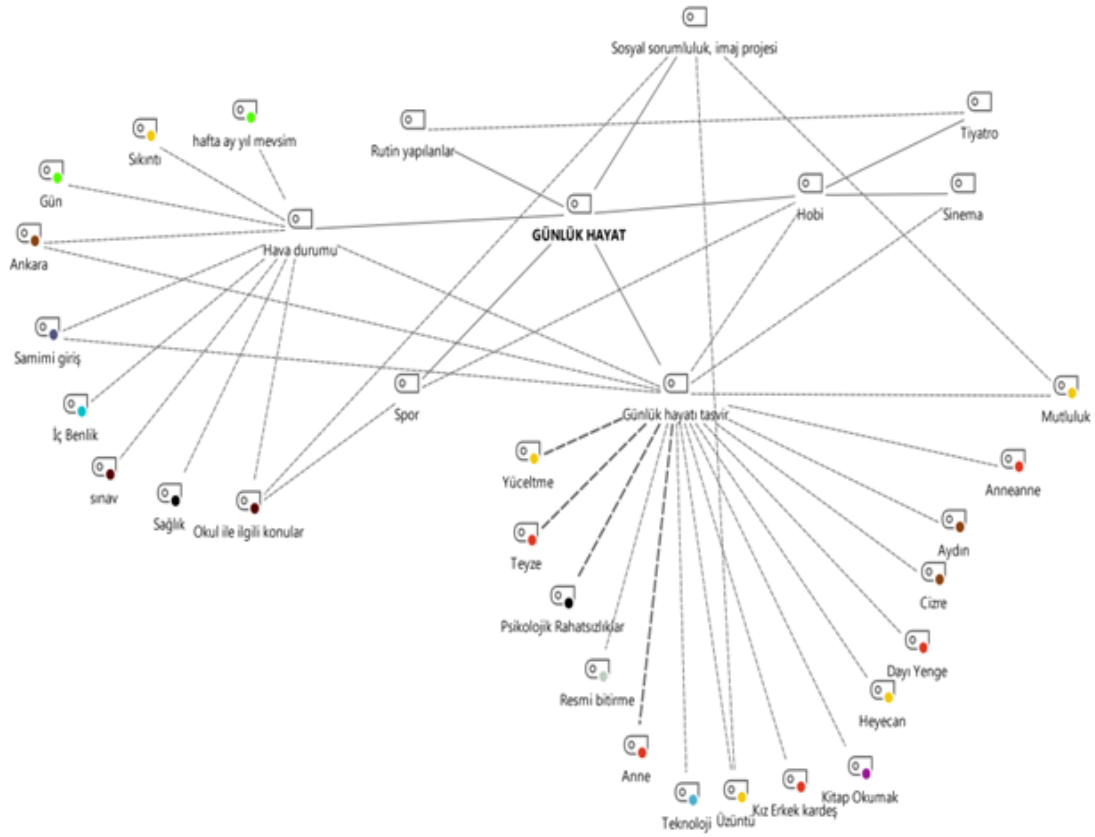 Sosyal sorumluluk, imaj projesi
hafta ay yıl mevsim
Sıkıntı
Rutin yapılanlar
Tiyatro
Gün
Hobi
Sinema
GÜNLÜK HAYAT
Hava durumu
Ankara
Samimi giriş
Spor
Günlük hayatı tasvir
Mutluluk
İç Benlik
sınav
Sağlık
Okul ile ilgili konular
Yüceltme
Anneanne
Teyze
Aydın
Cizre
Psikolojik Rahatsızlıklar
Dayı Yenge
Resmi bitirme
Heyecan
Anne
Kitap Okumak
Kız Erkek kardeş
Teknoloji
Üzüntü